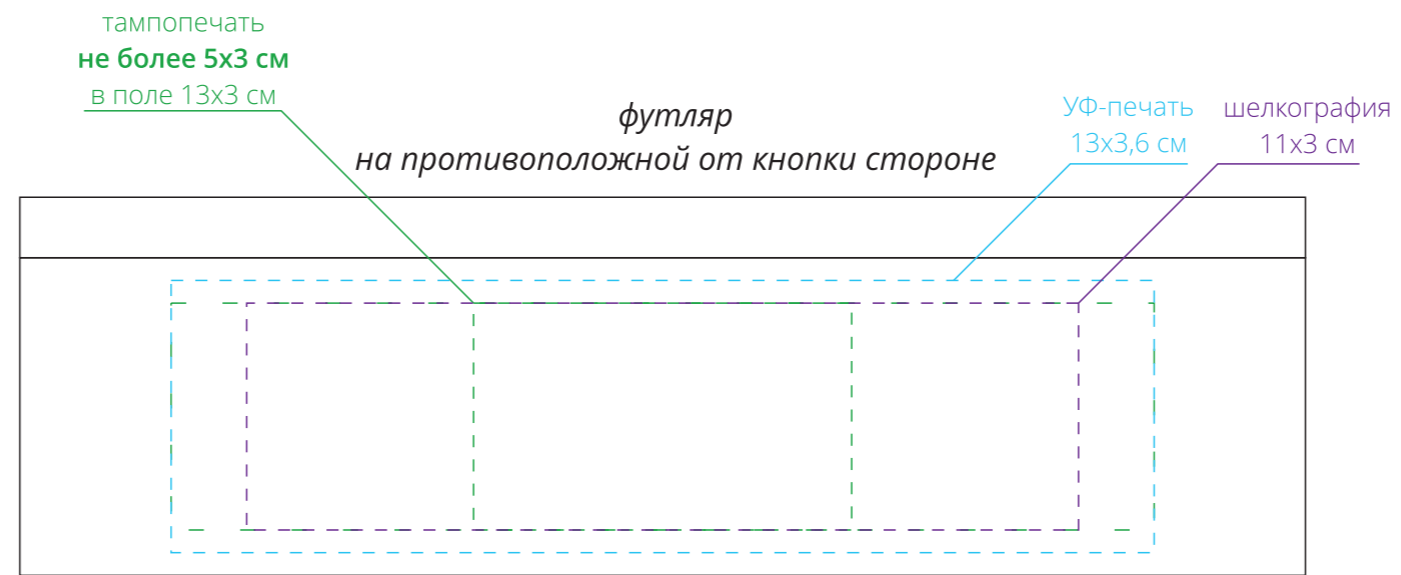 тампопечать
не более 5х3 см
в поле 13х3 см
футляр
на противоположной от кнопки стороне
УФ-печать
13х3,6 см
шелкография
11х3 см